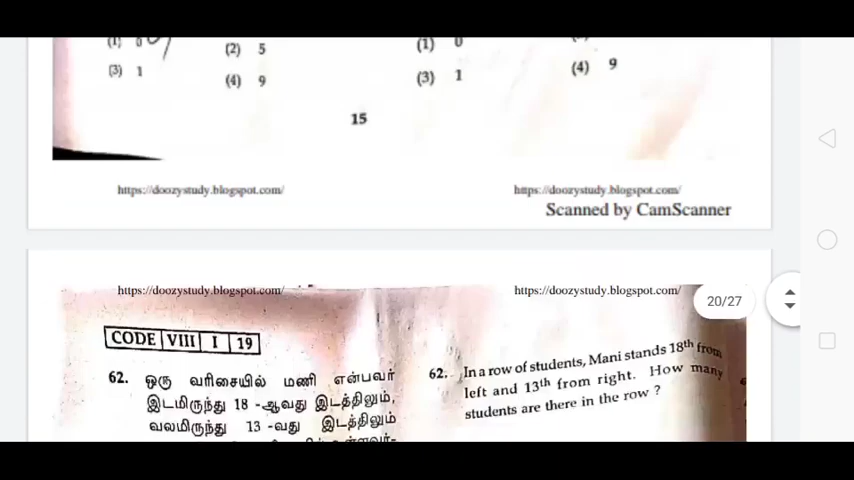 (1) 0
(2) 5
(3) 1
(4) 9
(1) 0
(3) 1
(4) 9
15
https://doozystudy.blogspot.com/
https://doozystudy.blogspot.com/
Scanned by CamScanner
https://doozystudy.blogspot.com/
https://doozystudy.blogspot.com/
20/27
CODE VIII I 19
62. ஒரு வரிசையில் மணி என்பவர்
இடமிருந்து 18 -ஆவது இடத்திலும்,
வலமிருந்து 13 -வது இடத்திலும்
62. In a row of students, Mani stands 18th from
left and 13th from right. How many
students are there in the row ?